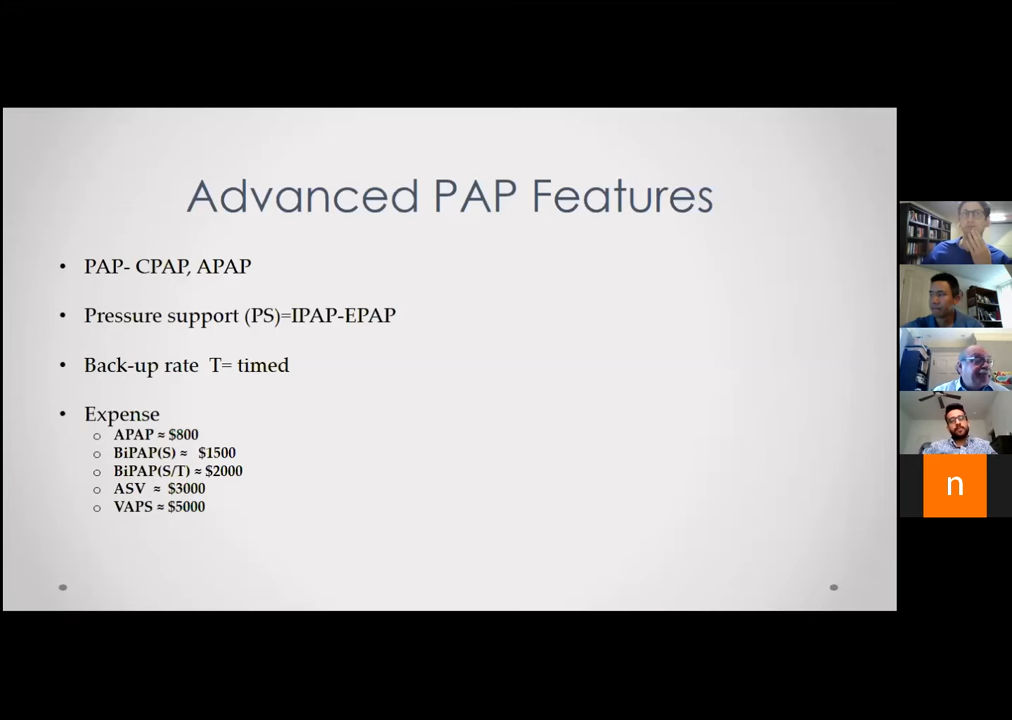 Advanced PAP Features
• PAP- CPAP, APAP
• Pressure support (PS)=IPAP-EPAP
• Back-up rate T= timed
• Expense
o APAP ≈ $800
o BiPAP(S) ≈ $1500
o BiPAP(S/T) ≈ $2000
o ASV ≈ $3000
o VAPS ≈ $5000
n